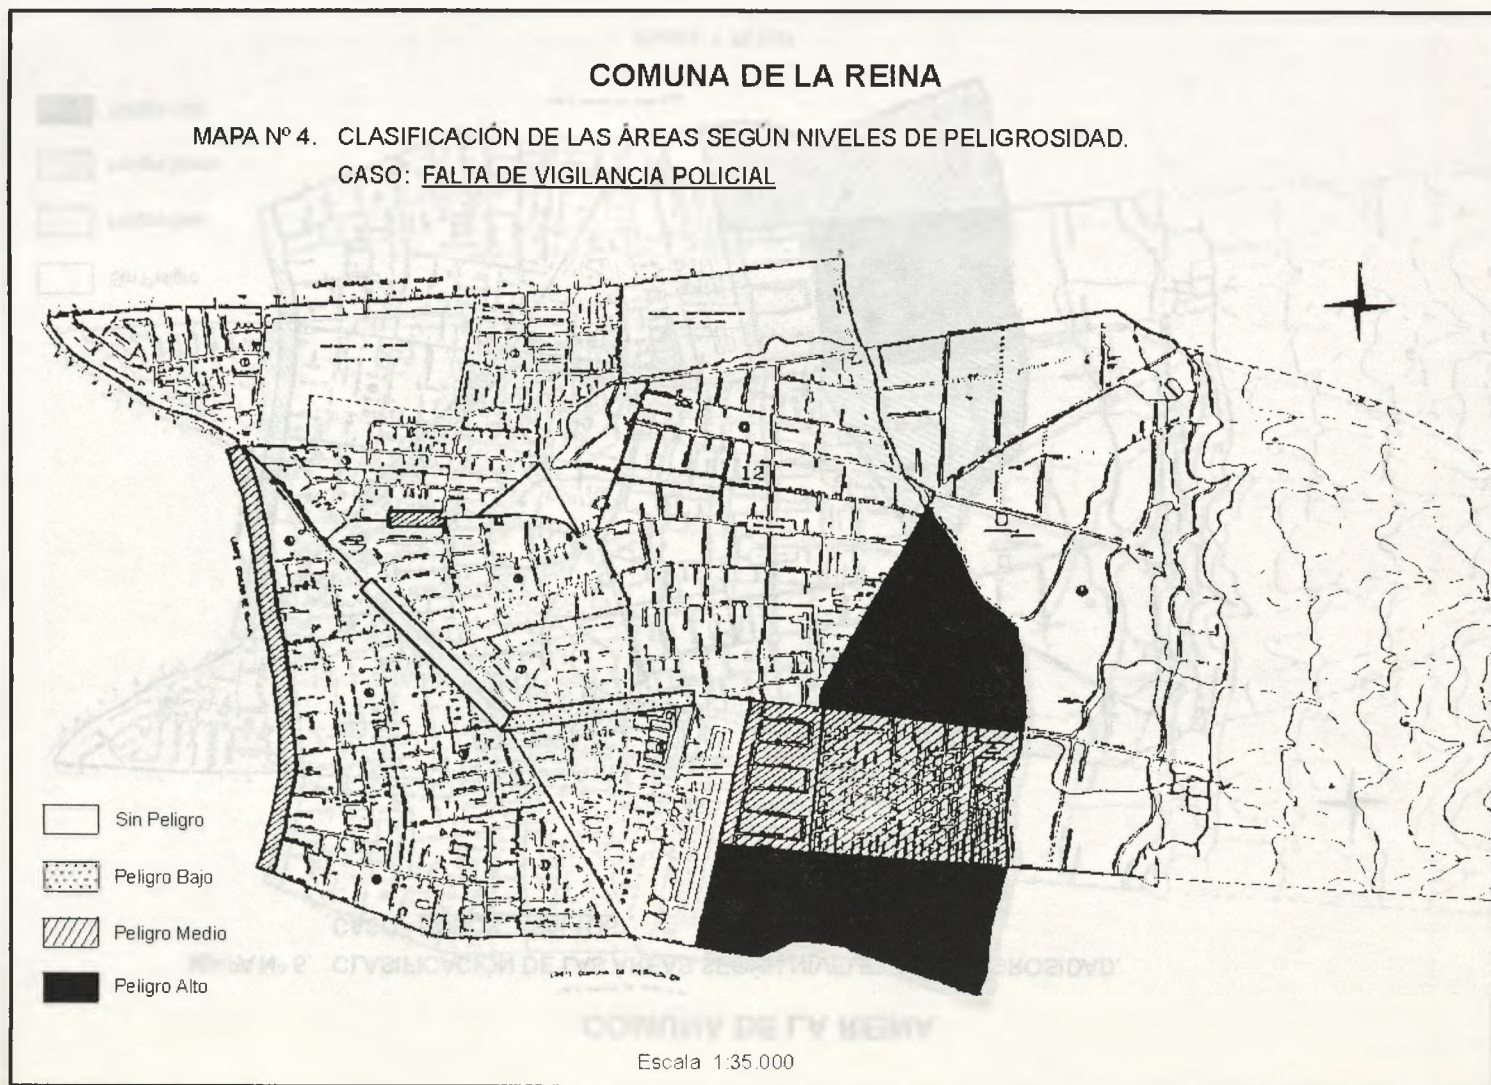 COMUNA DE LA REINA
MAPA Nº 4. CLASIFICACIÓN DE LAS ÁREAS SEGÚN NIVELES DE PELIGROSIDAD.
CASO: FALTA DE VIGILANCIA POLICIAL
12
Sin Peligro
Peligro Bajo
Peligro Medio
Peligro Alto
Escala 1:35.000